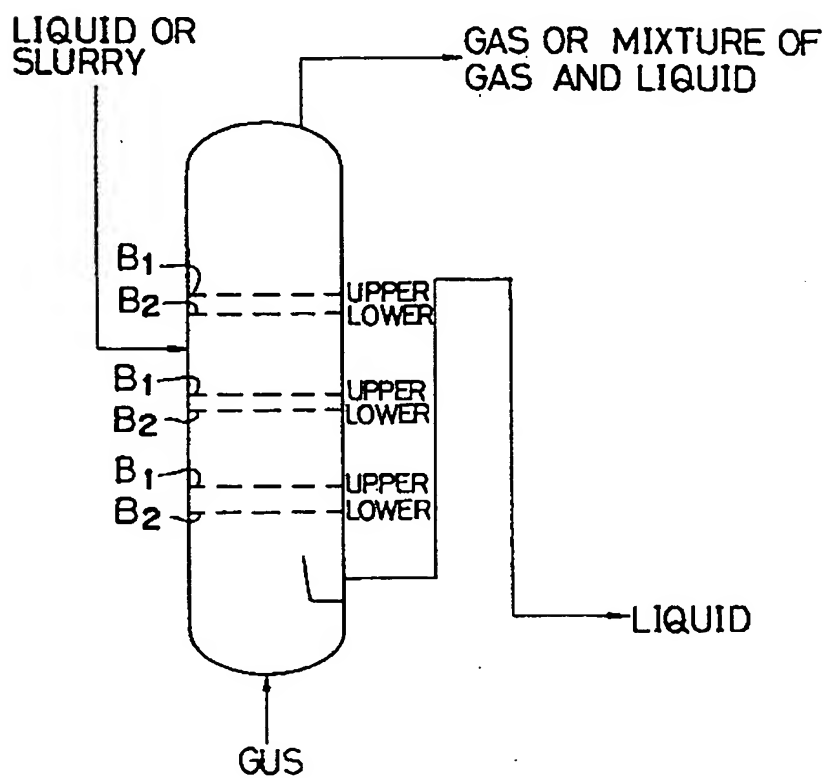 LIQUID OR
SLURRY
GAS OR MIXTURE OF
GAS AND LIQUID
B1
UPPER
B2
LOWER
B1
UPPER
B2
LOWER
B1
UPPER
B2
LOWER
LIQUID
GUS